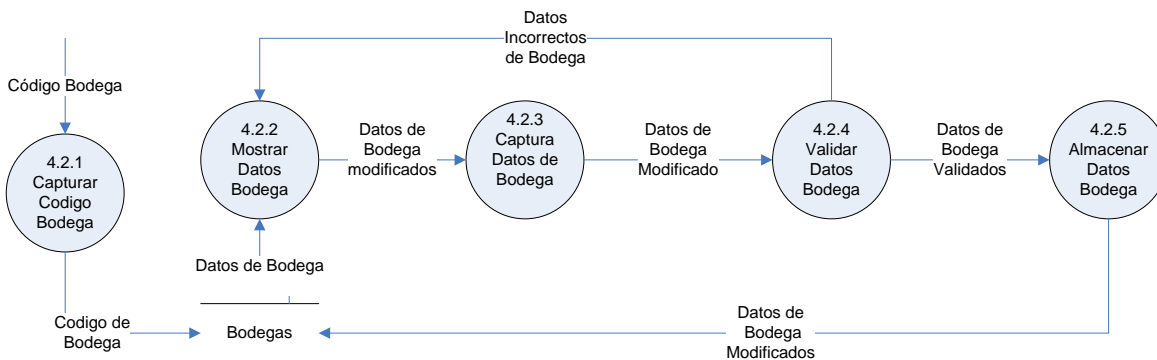 Datos
Incorrectos
de Bodega
Código Bodega
4.2.1
Capturar
Codigo
Bodega
4.2.2
Mostrar
Datos
Bodega
Datos de
Bodega
modificados
4.2.3
Captura
Datos de
Bodega
Datos de
Bodega
Modificado
4.2.4
Validar
Datos
Bodega
Datos de
Bodega
Validados
4.2.5
Almacenar
Datos
Bodega
Datos de Bodega
Codigo de
Bodega
Bodegas
Datos de
Bodega
Modificados